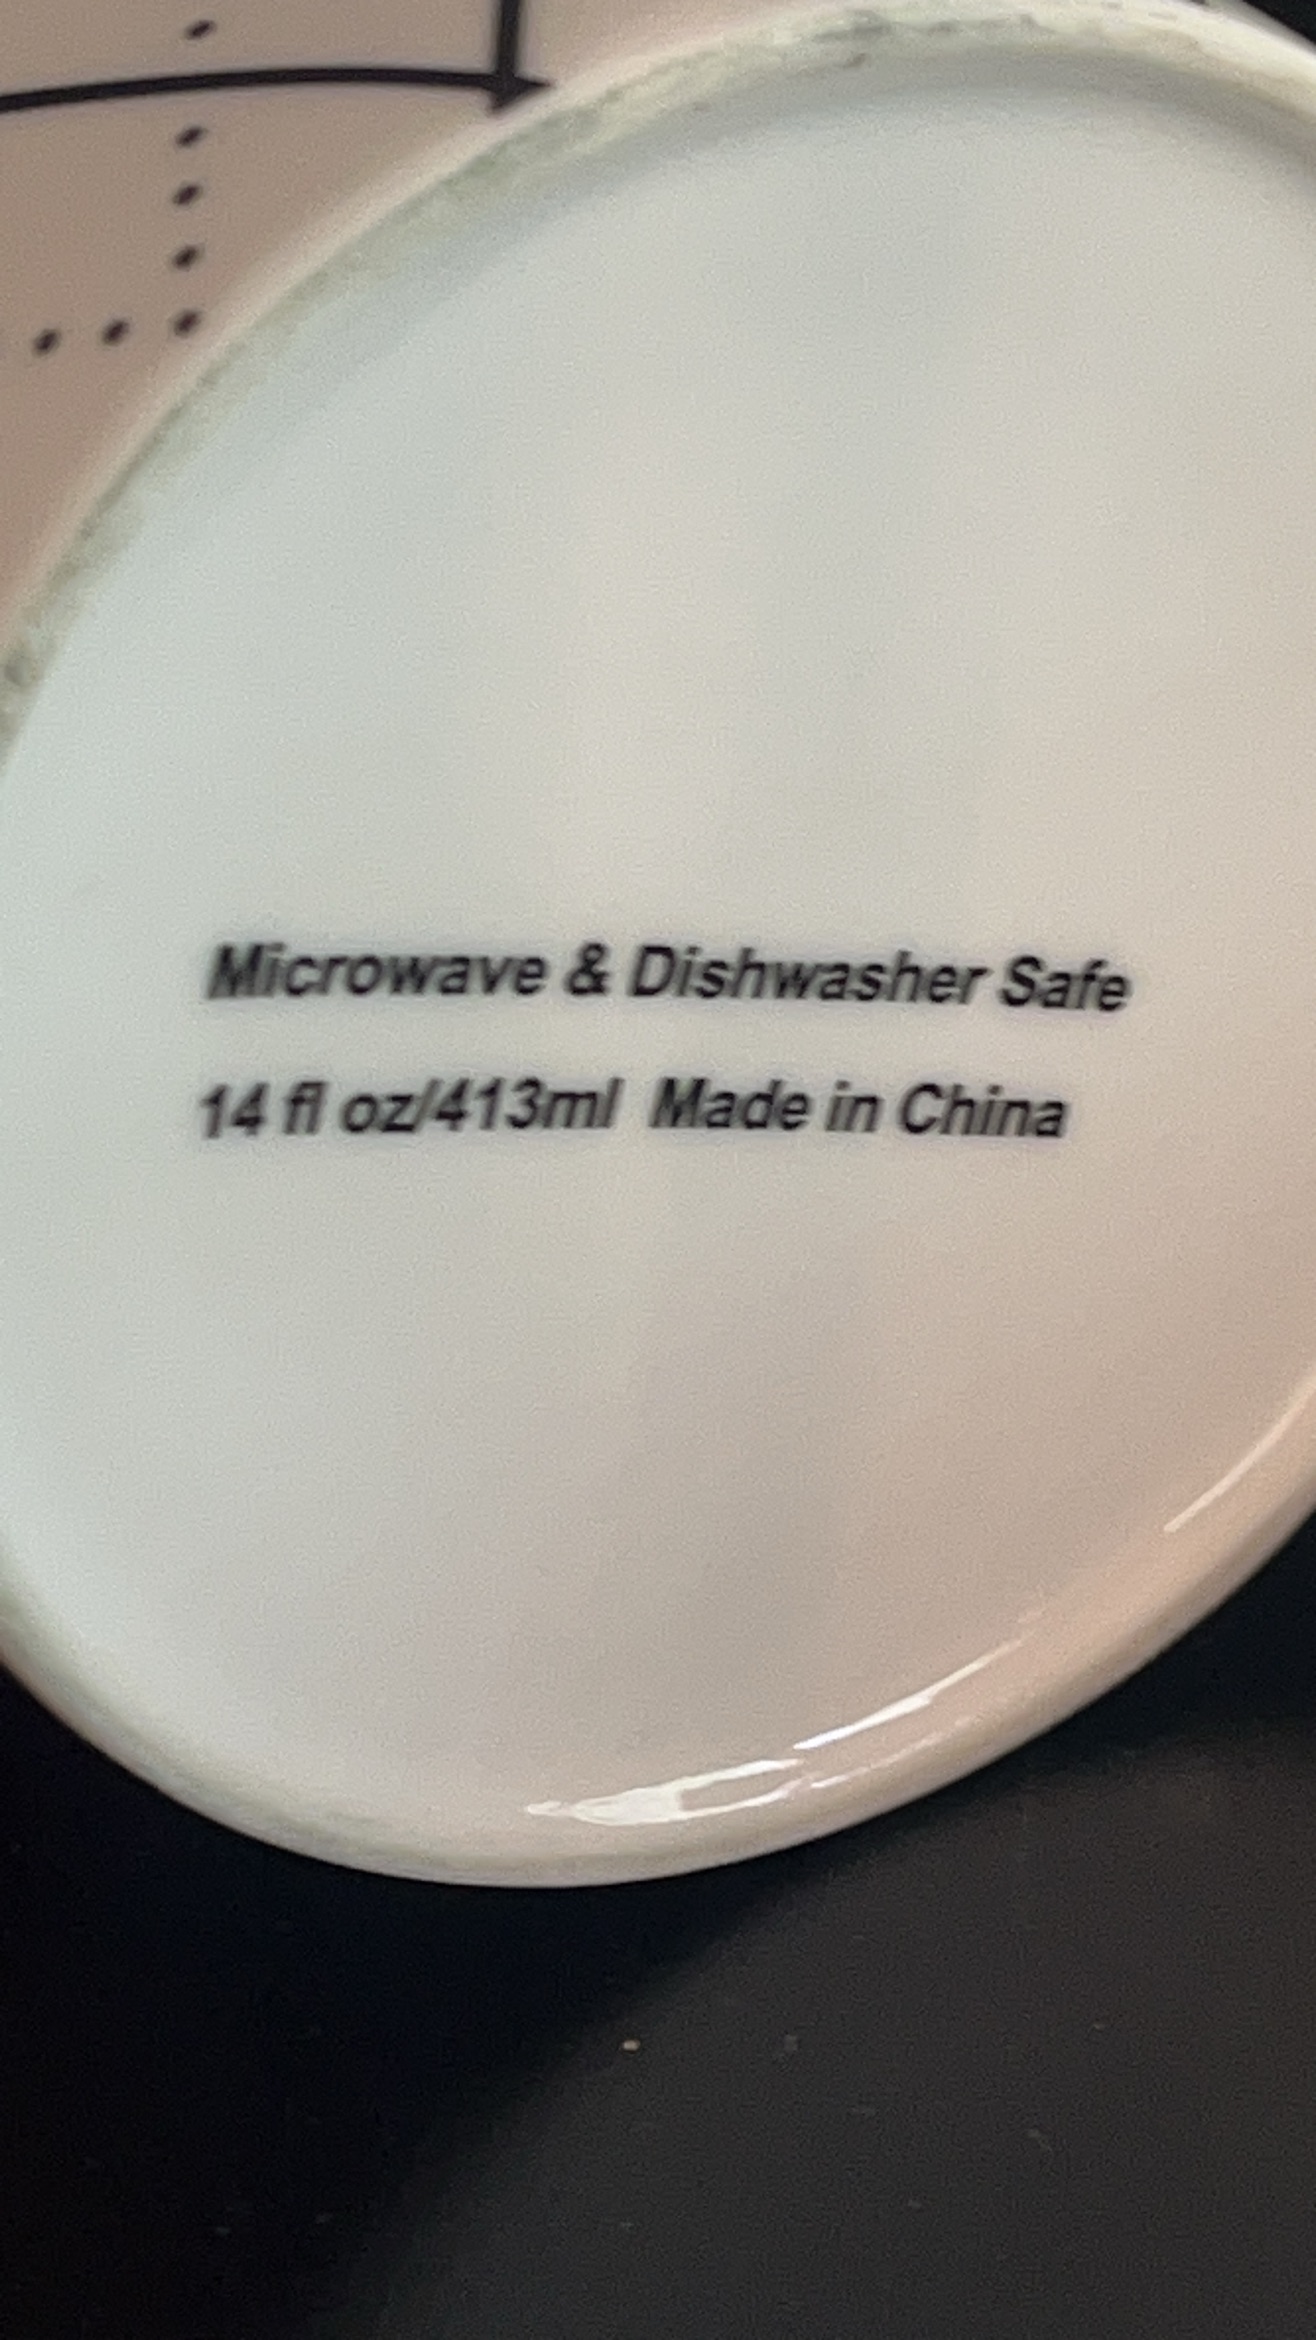 Microwave & Dishwasher Safe
14 fl oz/413ml Made in China